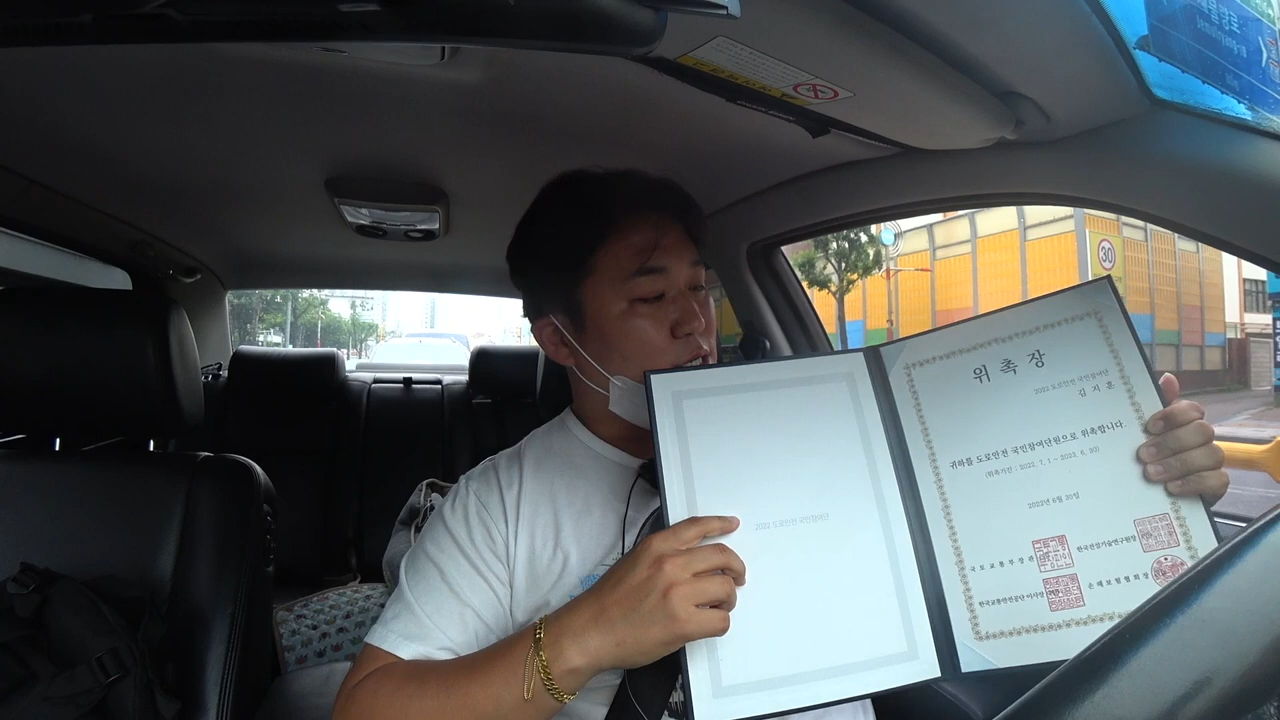 30
위촉장
2022 도로안전 국민참여단
김지훈
귀하를 도로안전 국민참여단원으로 위촉합니다.
(위촉기간 : 2022. 7. 1 ~ 2023. 6. 30)
2022년 6월 30일
국토교통부장관 한국건설기술연구원장
한국교통안전공단 이사장 손해보험협회장
2022 도로안전 국민참여단